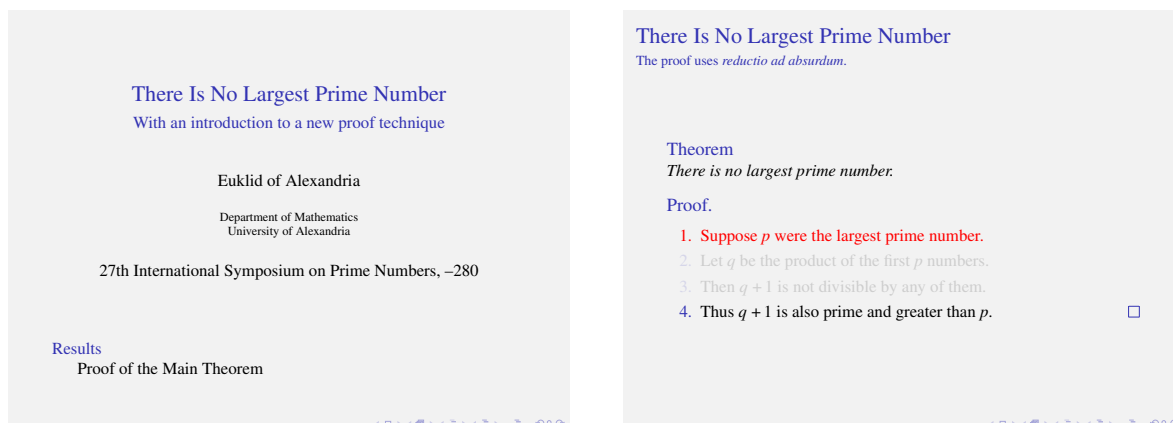 There Is No Largest Prime Number
With an introduction to a new proof technique
Euklid of Alexandria
Department of Mathematics
University of Alexandria
27th International Symposium on Prime Numbers, –280
Results
Proof of the Main Theorem
There Is No Largest Prime Number
The proof uses reductio ad absurdum.
Theorem
There is no largest prime number.
Proof.
1. Suppose p were the largest prime number.
2. Let q be the product of the first p numbers.
3. Then q + 1 is not divisible by any of them.
4. Thus q + 1 is also prime and greater than p.